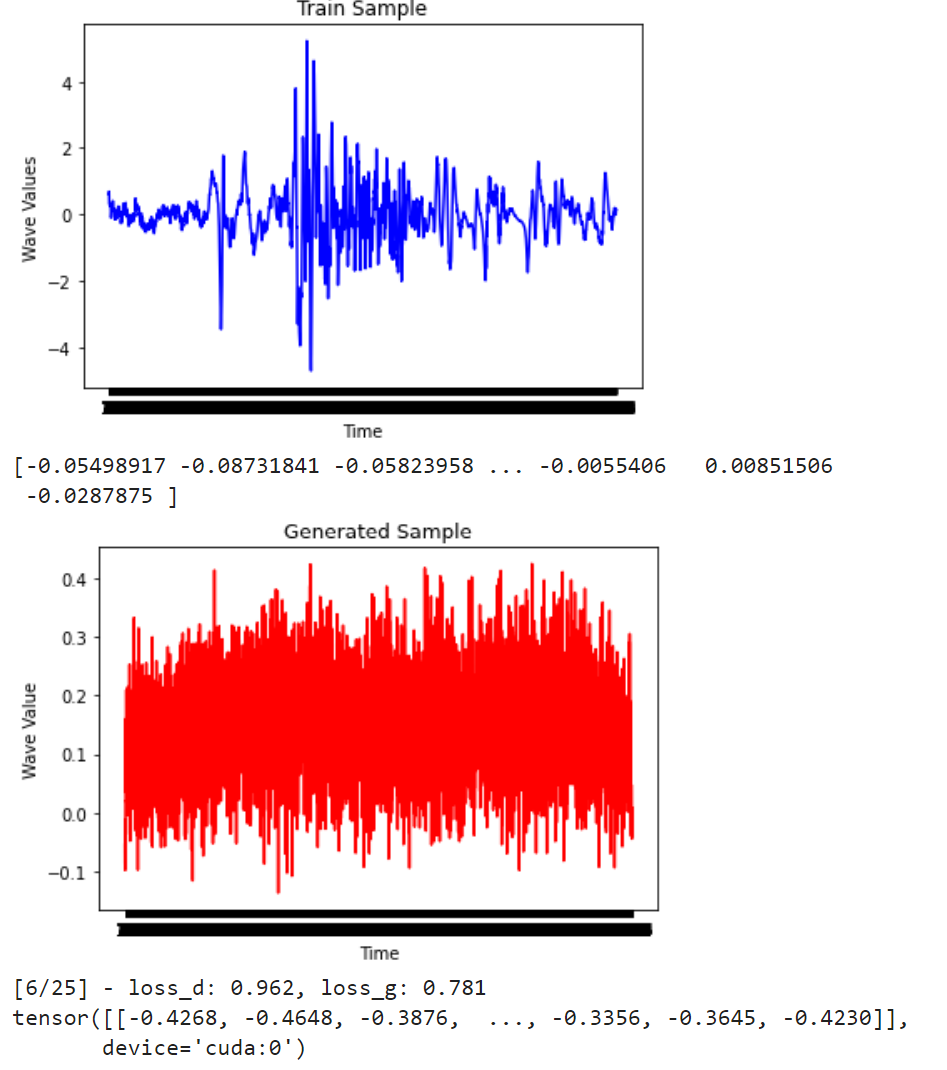 Train Sample
4
2
0
−2
−4
Wave Values
Time
[-0.05498917 -0.08731841 -0.05823958 ... -0.0055406   0.00851506
 -0.0287875 ]
Generated Sample
0.4
0.3
0.2
0.1
0.0
−0.1
Wave Value
Time
[6/25] - loss_d: 0.962, loss_g: 0.781
tensor([[-0.4268, -0.4648, -0.3876,  ..., -0.3356, -0.3645, -0.4230]],
       device='cuda:0')